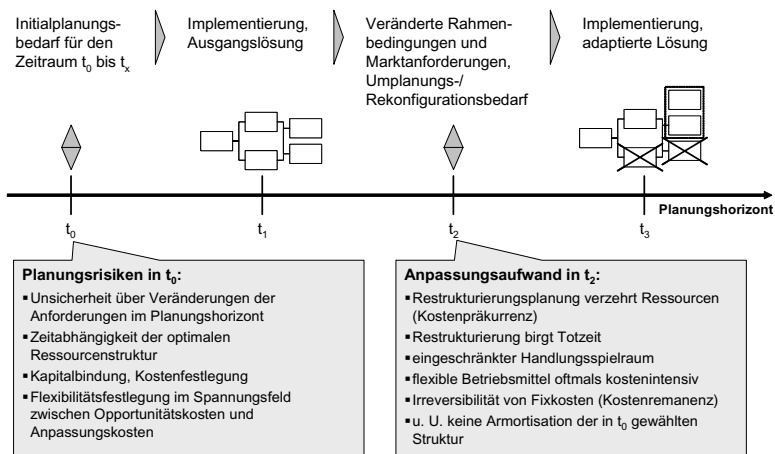 Initialplanungs-
bedarf für den
Zeitraum t0 bis tx
Implementierung,
Ausgangslösung
Veränderte Rahmen-
bedingungen und
Marktanforderungen,
Umplanungs-/
Rekonfigurationsbedarf
Implementierung,
adaptierte Lösung
Planungshorizont
t0
t1
t2
t3
Planungsrisiken in t0:
▪Unsicherheit über Veränderungen der
Anforderungen im Planungshorizont
▪Zeitabhängigkeit der optimalen
Ressourcenstruktur
▪Kapitalbindung, Kostenfestlegung
▪Flexibilitätsfestlegung im Spannungsfeld
zwischen Opportunitätskosten und
Anpassungskosten
Anpassungsaufwand in t2:
▪Restrukturierungsplanung verzehrt Ressourcen
(Kostenpräkurrenz)
▪Restrukturierung birgt Totzeit
▪eingeschränkter Handlungsspielraum
▪flexible Betriebsmittel oftmals kostenintensiv
▪Irreversibilität von Fixkosten (Kostenremanenz)
▪u. U. keine Armortisation der in t0 gewählten
Struktur